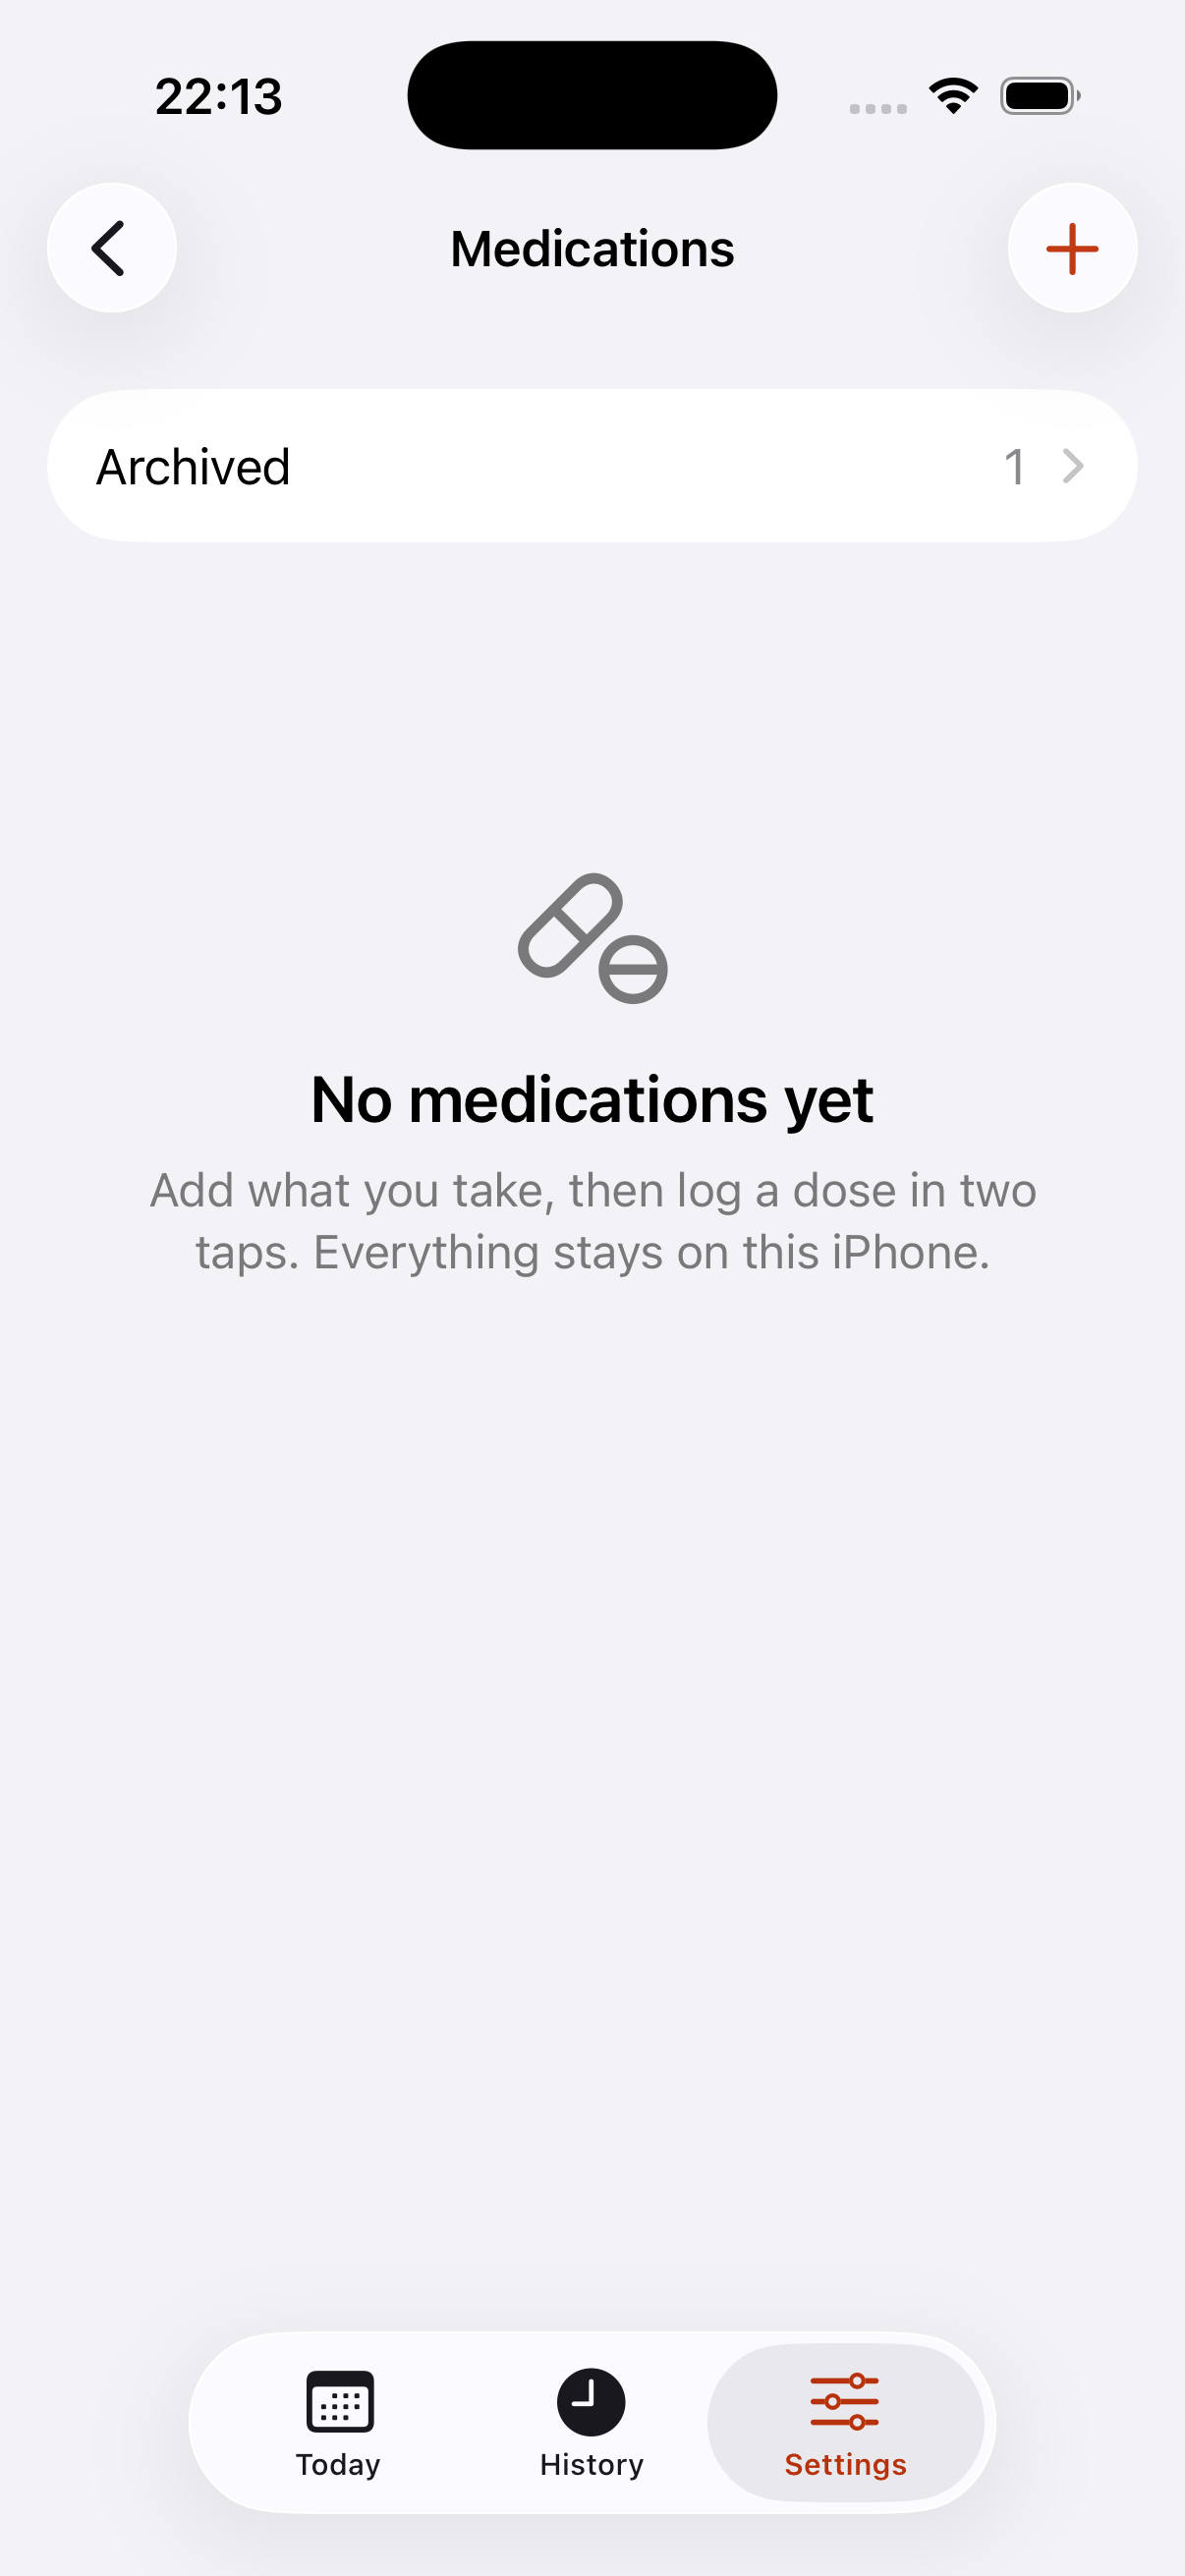 22:13
Medications
Archived 1
No medications yet
Add what you take, then log a dose in two
taps. Everything stays on this iPhone.
Today History Settings